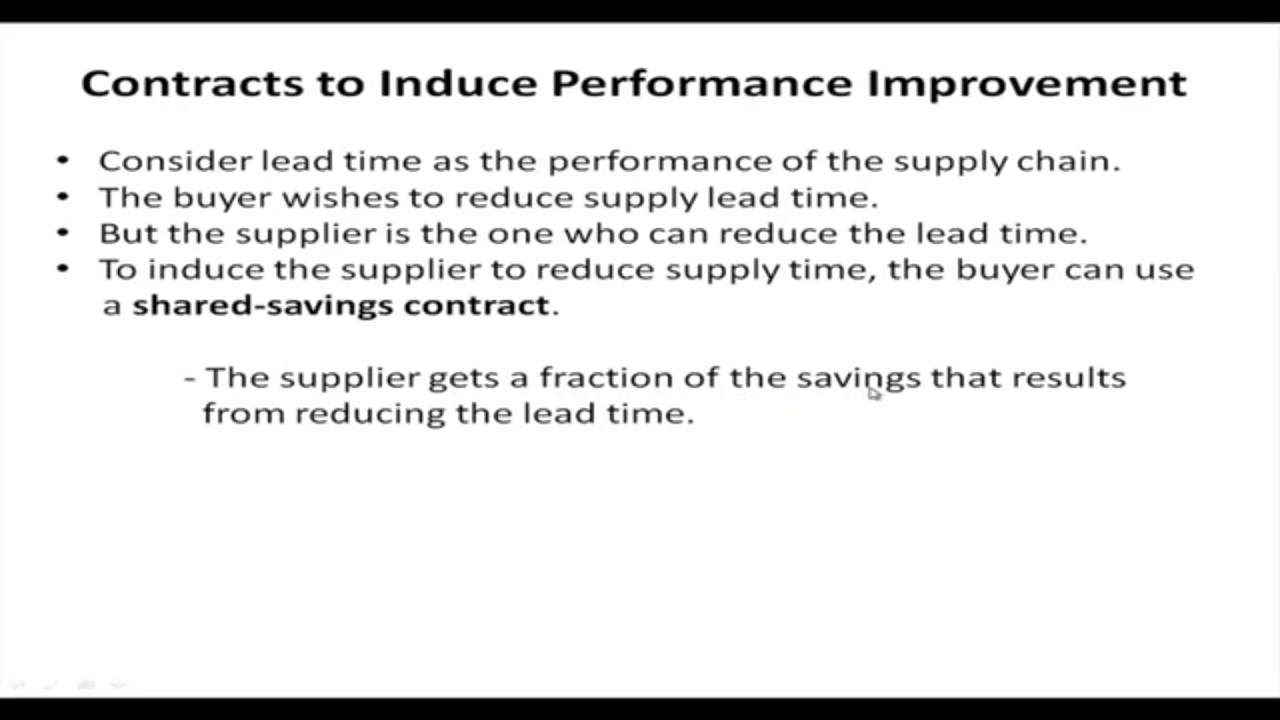 Contracts to Induce Performance Improvement
• Consider lead time as the performance of the supply chain.
• The buyer wishes to reduce supply lead time.
• But the supplier is the one who can reduce the lead time.
• To induce the supplier to reduce supply time, the buyer can use
a shared-savings contract.
- The supplier gets a fraction of the savings that results
from reducing the lead time.